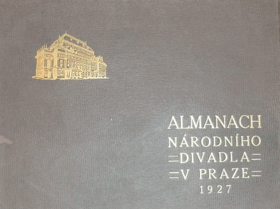 ALMANACH
NÁRODNÍHO
DIVADLA
V PRAZE
1927